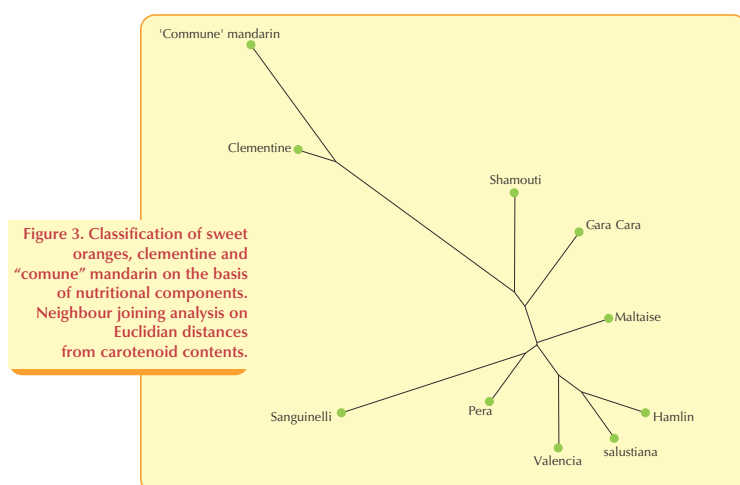 'Commune' mandarin
Clementine
Shamouti
Gara Cara
Figure 3. Classification of sweet
oranges, clementine and
“comune” mandarin on the basis
of nutritional components.
Neighbour joining analysis on
Euclidian distances
from carotenoid contents.
Maltaise
Sanguinelli
Pera
Hamlin
salustiana
Valencia